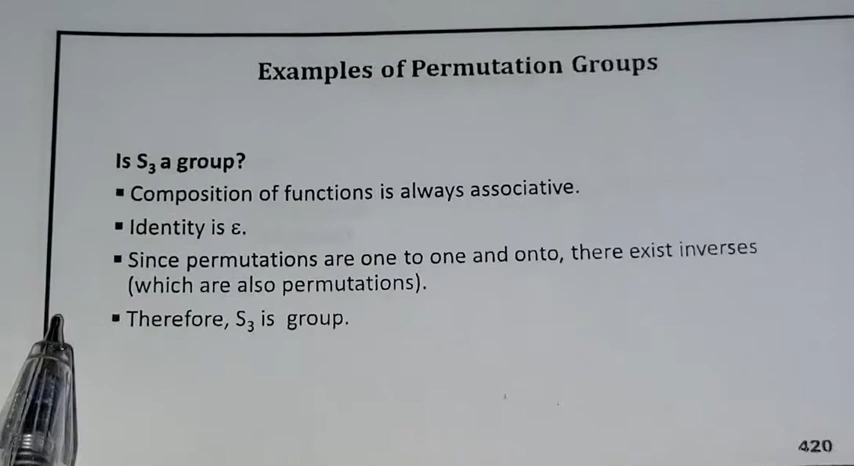 Examples of Permutation Groups
Is S₃ a group?
▪ Composition of functions is always associative.
▪ Identity is ε.
▪ Since permutations are one to one and onto, there exist inverses
(which are also permutations).
▪ Therefore, S₃ is group.
420